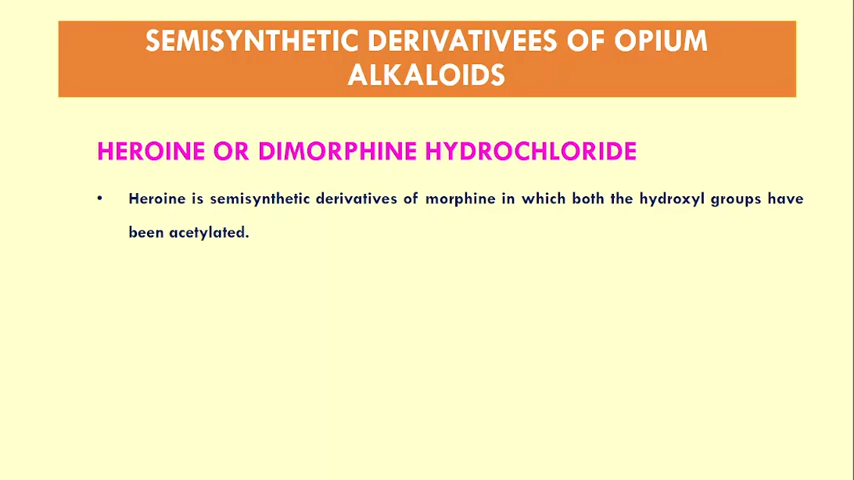 SEMISYNTHETIC DERIVATIVEES OF OPIUM
ALKALOIDS
HEROINE OR DIMORPHINE HYDROCHLORIDE
• Heroine is semisynthetic derivatives of morphine in which both the hydroxyl groups have
been acetylated.